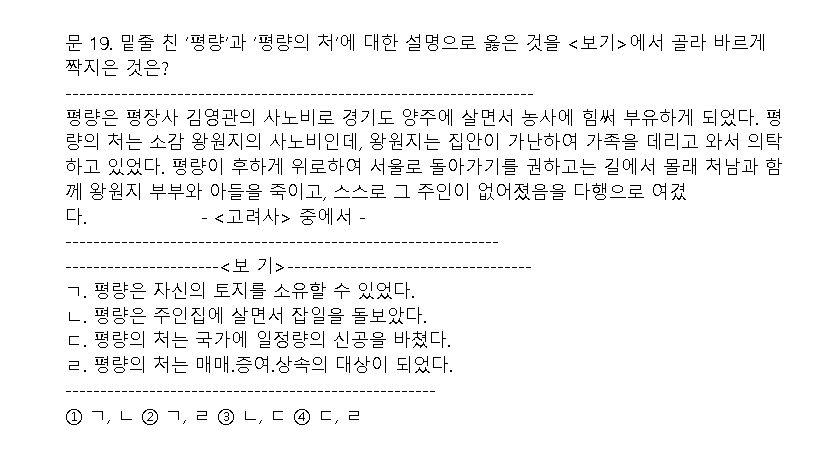 문 19. 밑줄 친 '평량'과 '평량의 처'에 대한 설명으로 옳은 것을 <보기>에서 골라 바르게
짝지은 것은?
-------------------------------------------------------------------
평량은 평장사 김영관의 사노비로 경기도 양주에 살면서 농사에 힘써 부유하게 되었다. 평
량의 처는 소감 왕원지의 사노비인데, 왕원지는 집안이 가난하여 가족을 데리고 와서 의탁
하고 있었다. 평량이 후하게 위로하여 서울로 돌아가기를 권하고는 길에서 몰래 처남과 함
께 왕원지 부부와 아들을 죽이고, 스스로 그 주인이 없어졌음을 다행으로 여겼
다. - <고려사> 중에서 -
--------------------------------------------------------------
----------------------<보 기>-----------------------------------
ㄱ. 평량은 자신의 토지를 소유할 수 있었다.
ㄴ. 평량은 주인집에 살면서 잡일을 돌보았다.
ㄷ. 평량의 처는 국가에 일정량의 신공을 바쳤다.
ㄹ. 평량의 처는 매매.증여.상속의 대상이 되었다.
-----------------------------------------------------
① ㄱ, ㄴ ② ㄱ, ㄹ ③ ㄴ, ㄷ ④ ㄷ, ㄹ